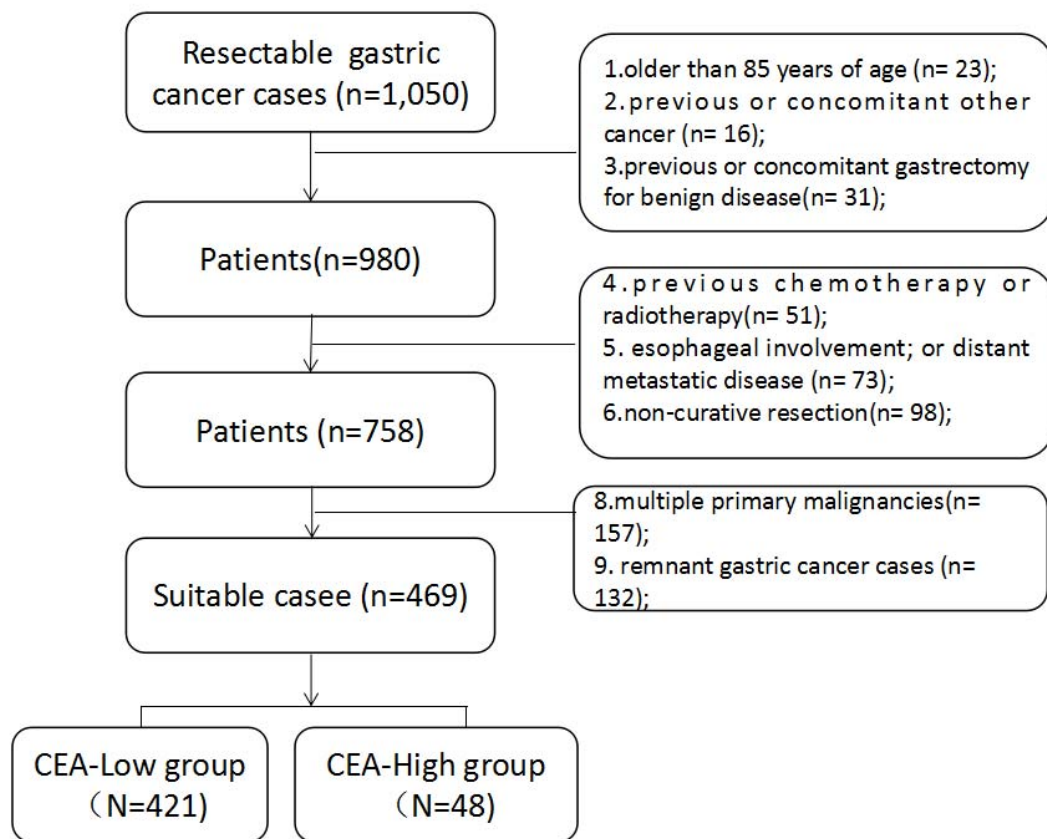 Resectable gastric
cancer cases (n=1,050)
1.older than 85 years of age (n= 23);
2.previous or concomitant other
cancer (n= 16);
3.previous or concomitant gastrectomy
for benign disease(n= 31);
Patients(n=980)
4.previous chemotherapy or
radiotherapy(n= 51);
5. esophageal involvement; or distant
metastatic disease (n= 73);
6.non-curative resection(n= 98);
Patients (n=758)
8.multiple primary malignancies(n=
157);
9. remnant gastric cancer cases (n=
132);
Suitable casee (n=469)
CEA-Low group
（N=421)
CEA-High group
（N=48)